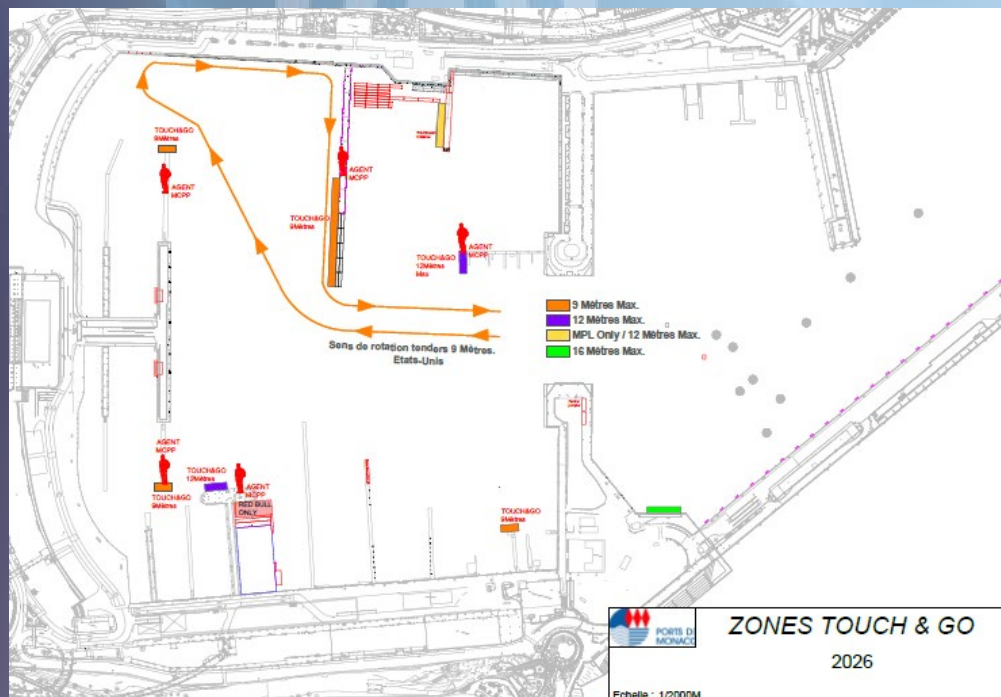 TOUCH&GO
9Mètres
AGENT
MCPP
AGENT
MCPP
TOUCH&GO
9Mètres
AGENT
MCPP
TOUCH&GO
12Mètres
Max
9 Mètres Max.
12 Mètres Max.
MPL Only / 12 Mètres Max.
16 Mètres Max.
Sens de rotation tenders 9 Mètres.
Etats-Unis
AGENT
MCPP
TOUCH&GO
9Mètres
TOUCH&GO
12Mètres
AGENT
MCPP
RED BULL
ONLY
TOUCH&GO
9Mètres
PORTS DE
MONACO
ZONES TOUCH & GO
2026
Echelle : 1/2000M